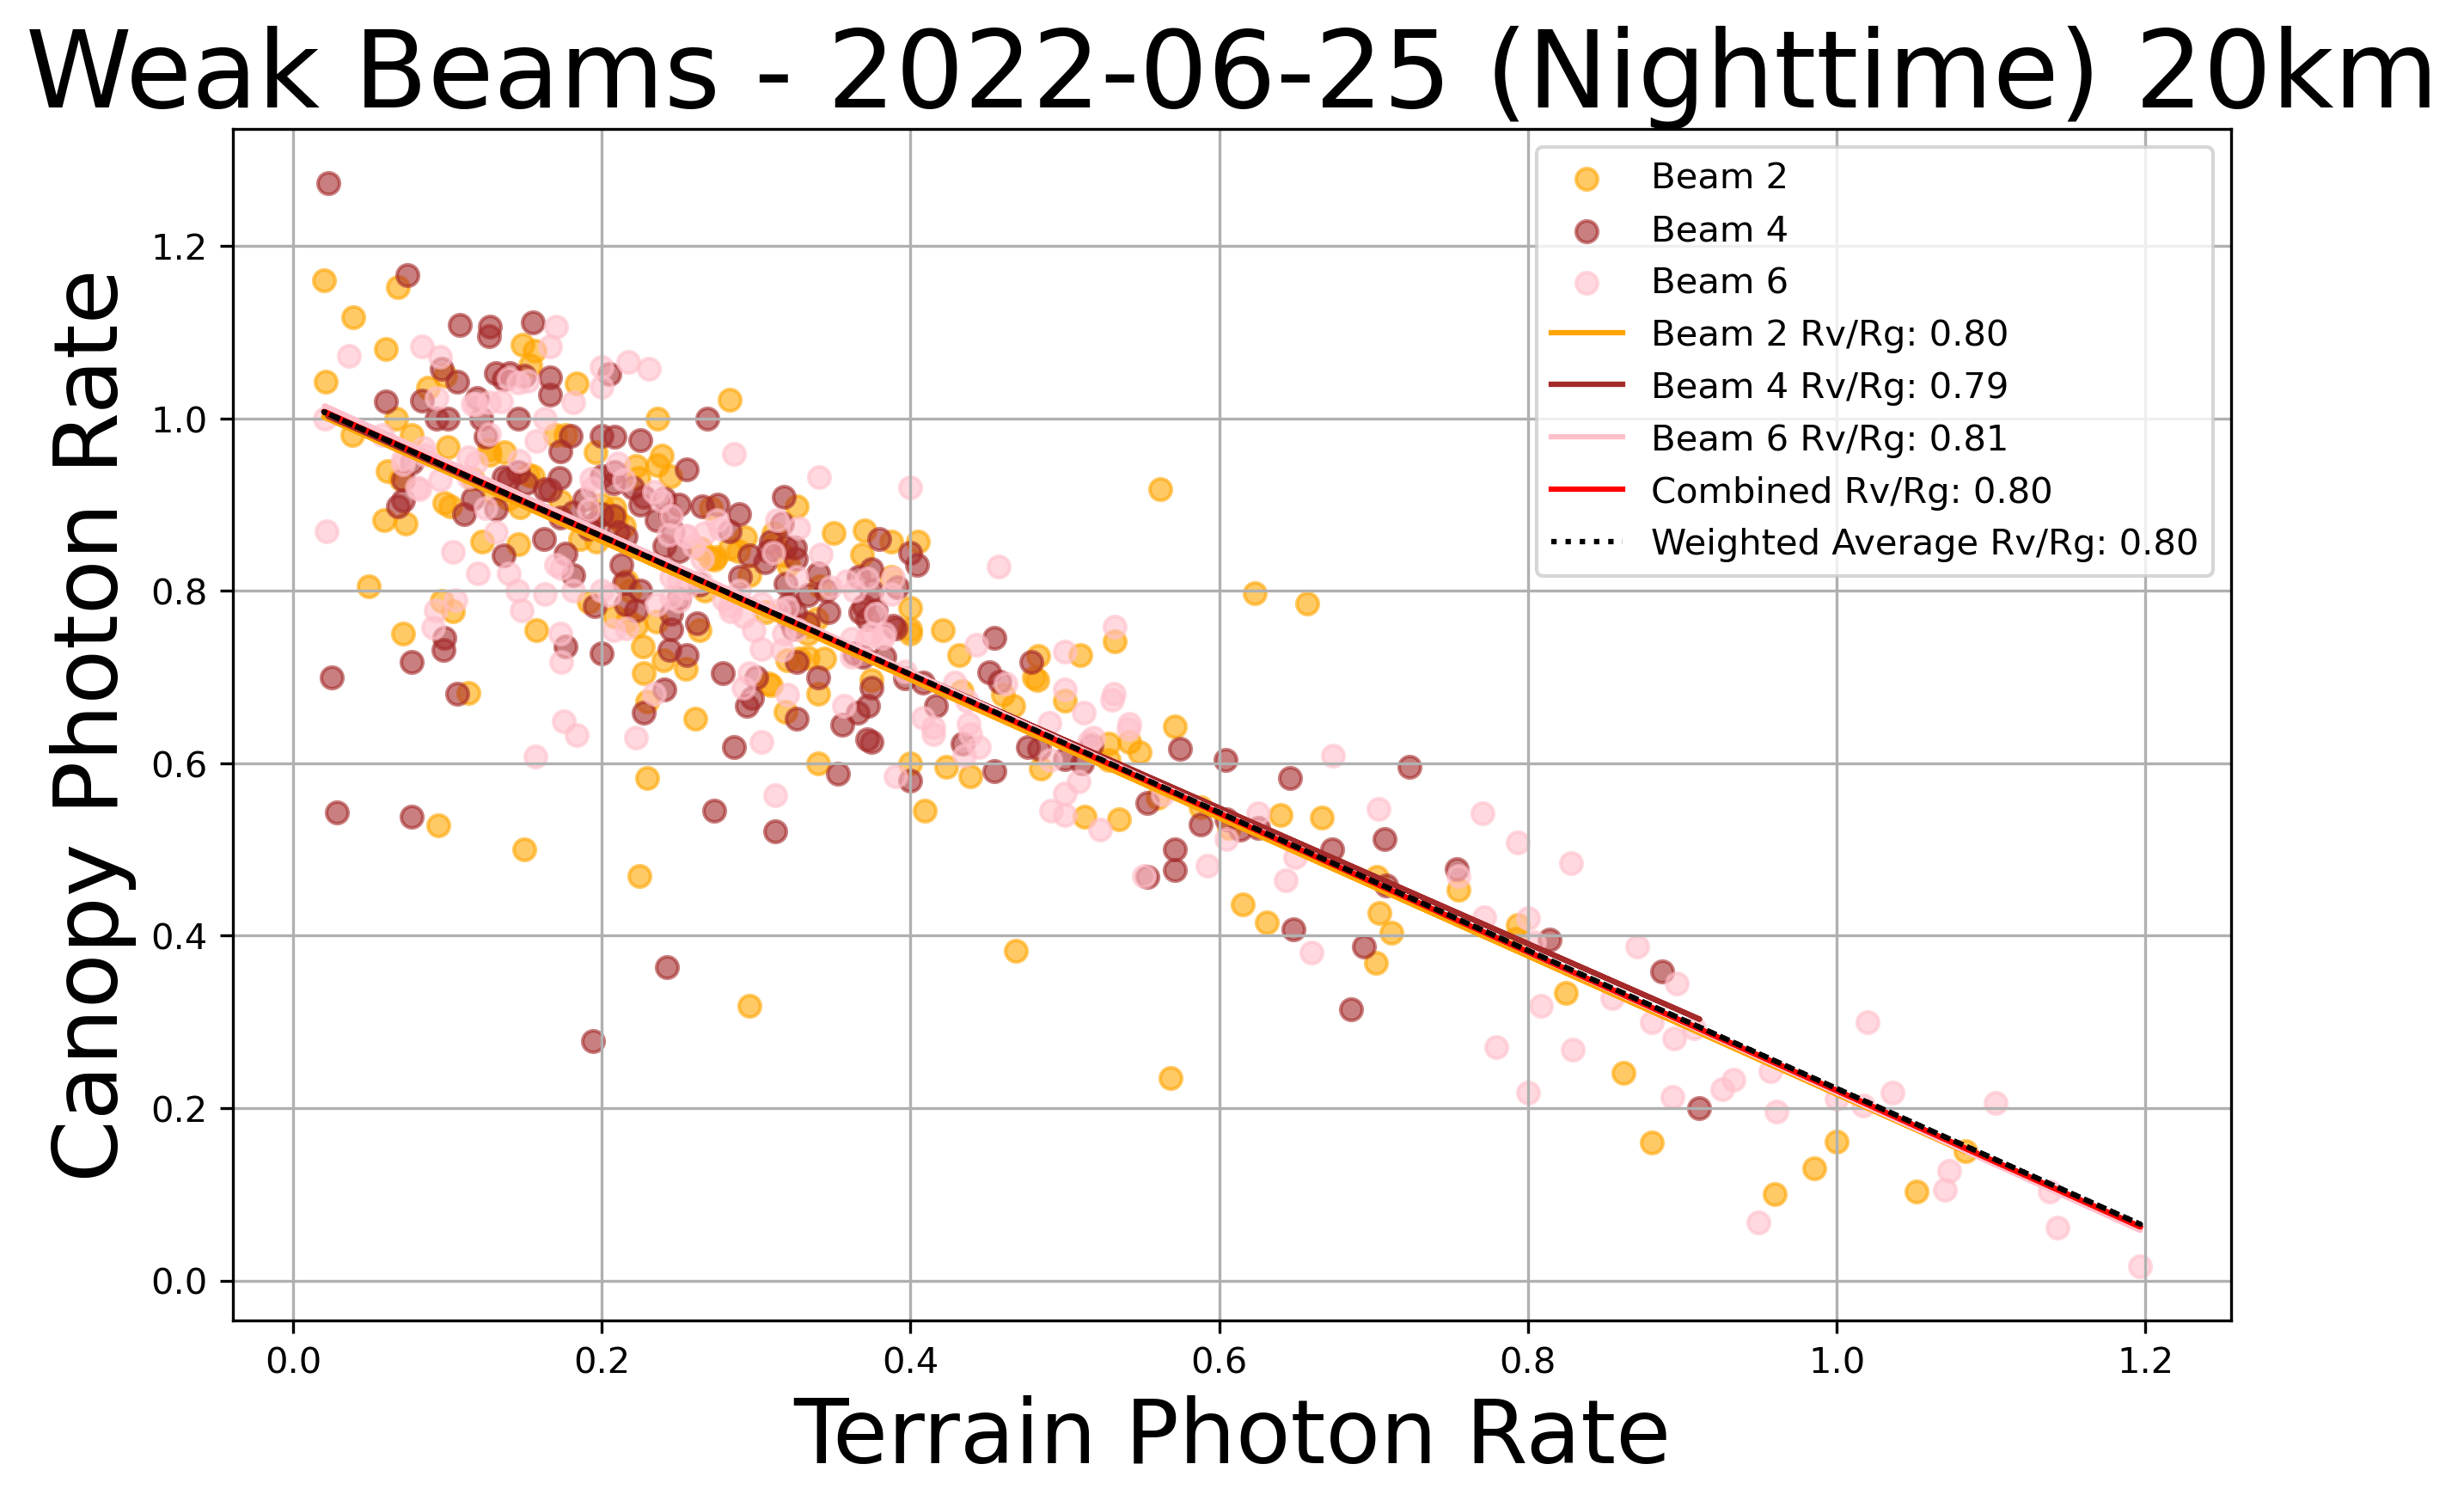 Weak Beams - 2022-06-25 (Nighttime) 20km
Canopy Photon Rate
1.2
1.0
0.8
0.6
0.4
0.2
0.0
Beam 2
Beam 4
Beam 6
Beam 2 Rv/Rg: 0.80
Beam 4 Rv/Rg: 0.79
Beam 6 Rv/Rg: 0.81
Combined Rv/Rg: 0.80
Weighted Average Rv/Rg: 0.80
0.0 0.2 0.4 0.6 0.8 1.0 1.2
Terrain Photon Rate